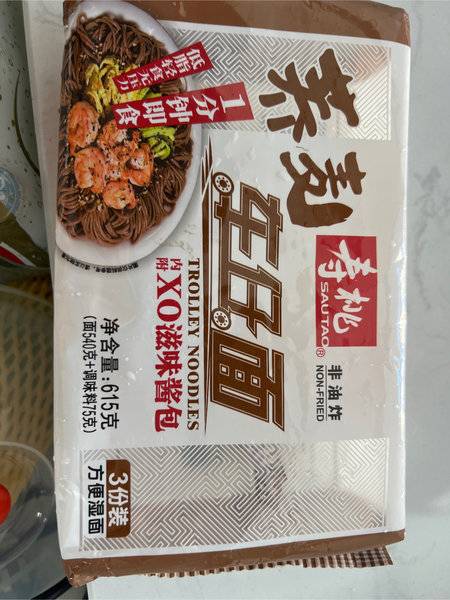 寿桃
SAUTAO®
非油炸
NON-FRIED
荞麦
车仔面
TROLLEY NOODLES
内附
XO滋味酱包
低脂轻食无压力
1分钟即食
净含量:615克
(面540克+调味料75克)
3份装
方便湿面